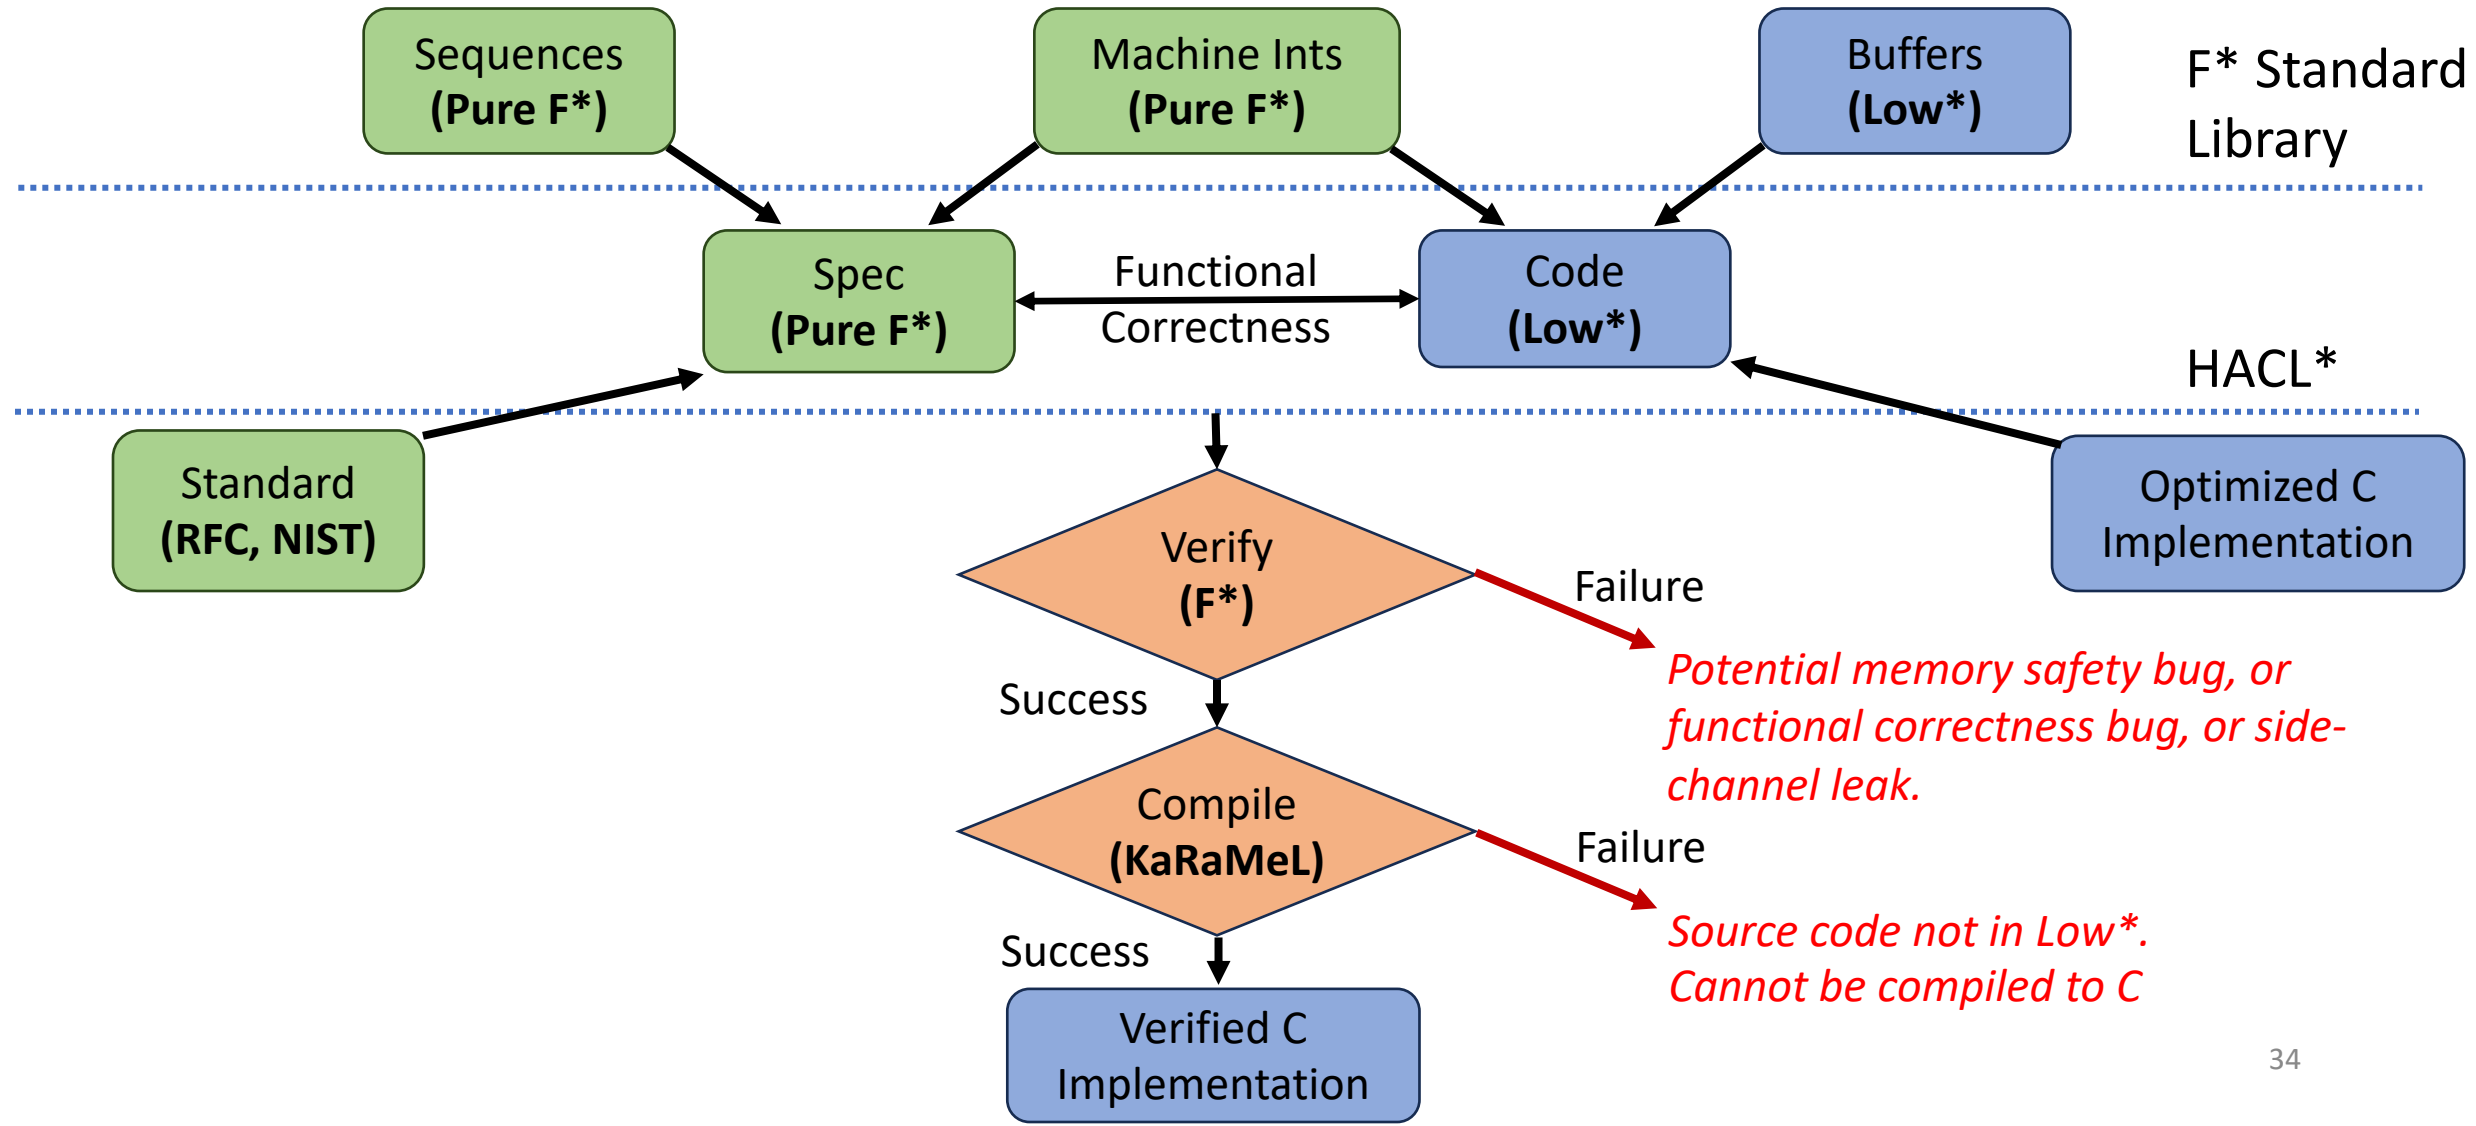 Sequences
(Pure F*)
Machine Ints
(Pure F*)
Buffers
(Low*)
F* Standard
Library
Spec
(Pure F*)
Functional
Correctness
Code
(Low*)
HACL*
Standard
(RFC, NIST)
Optimized C
Implementation
Verify
(F*)
Failure
Potential memory safety bug, or
functional correctness bug, or side-
channel leak.
Success
Compile
(KaRaMeL)
Failure
Source code not in Low*.
Cannot be compiled to C
Success
Verified C
Implementation
34